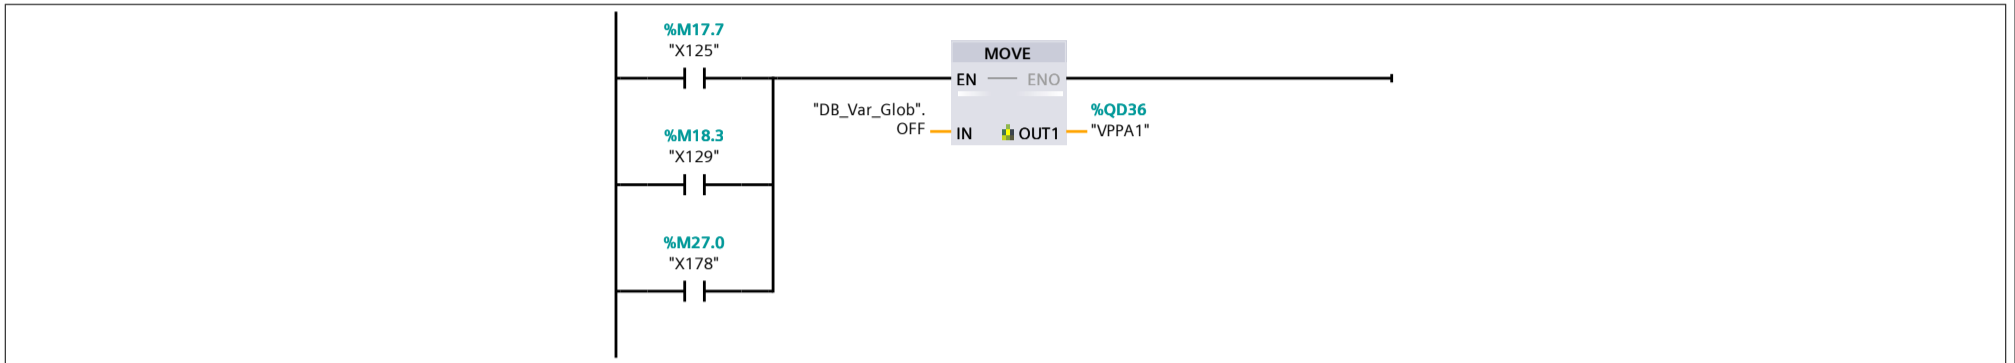 %M17.7
"X125"
MOVE
EN ENO
"DB_Var_Glob".
OFF
IN OUT1
%QD36
"VPPA1"
%M18.3
"X129"
%M27.0
"X178"